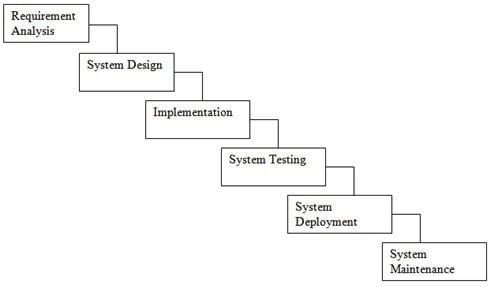 Requirement
Analysis
System Design
Implementation
System Testing
System
Deployment
System
Maintenance